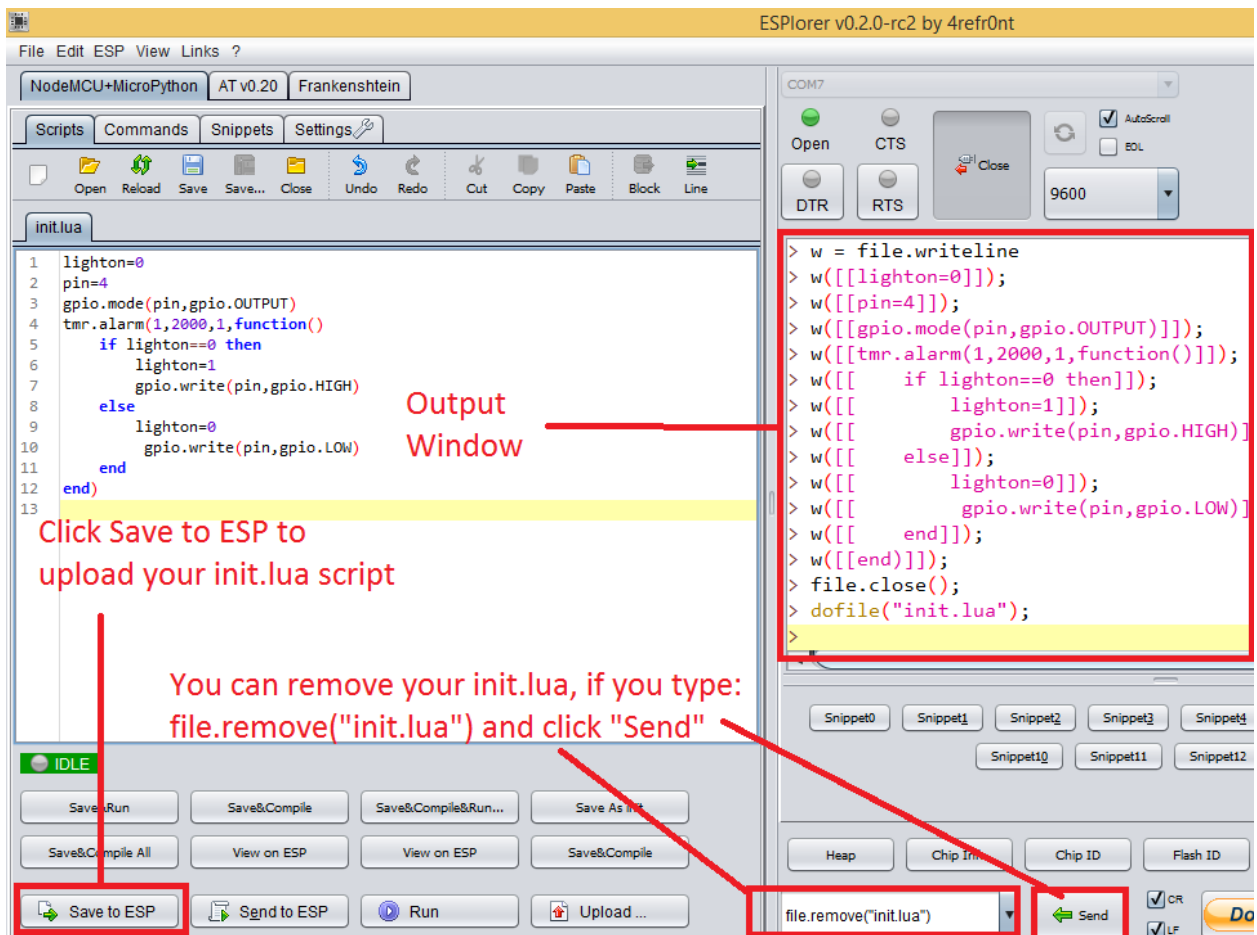 ESPlorer v0.2.0-rc2 by 4refr0nt
File Edit ESP View Links ?
NodeMCU+MicroPython AT v0.20 Frankenshtein
Scripts Commands Snippets Settings
Open Reload Save Save... Close Undo Redo Cut Copy Paste Block Line
init.lua
1 lighton=0
2 pin=4
3 gpio.mode(pin,gpio.OUTPUT)
4 tmr.alarm(1,2000,1,function()
5     if lighton==0 then
6         lighton=1
7         gpio.write(pin,gpio.HIGH)
8     else
9         lighton=0
10          gpio.write(pin,gpio.LOW)
11     end
12 end)
13
Output
Window
Click Save to ESP to
upload your init.lua script
You can remove your init.lua, if you type:
file.remove("init.lua") and click "Send"
IDLE
Save&Run Save&Compile Save&Compile&Run... Save As init
Save&Compile All View on ESP View on ESP Save&Compile
Save to ESP Send to ESP Run Upload ...
COM7
Open CTS Close AutoScroll
EOL
DTR RTS 9600
> w = file.writeline
> w([[lighton=0]]);
> w([[pin=4]]);
> w([[gpio.mode(pin,gpio.OUTPUT)]]);
> w([[tmr.alarm(1,2000,1,function()]]);
> w([[    if lighton==0 then]]);
> w([[        lighton=1]]);
> w([[        gpio.write(pin,gpio.HIGH)]
> w([[    else]]);
> w([[        lighton=0]]);
> w([[         gpio.write(pin,gpio.LOW)]
> w([[    end]]);
> w([[end)]]);
> file.close();
> dofile("init.lua");
>
Snippet0 Snippet1 Snippet2 Snippet3 Snippet4
Snippet10 Snippet11 Snippet12
Heap Chip Info Chip ID Flash ID
file.remove("init.lua") Send CR
LF
Do